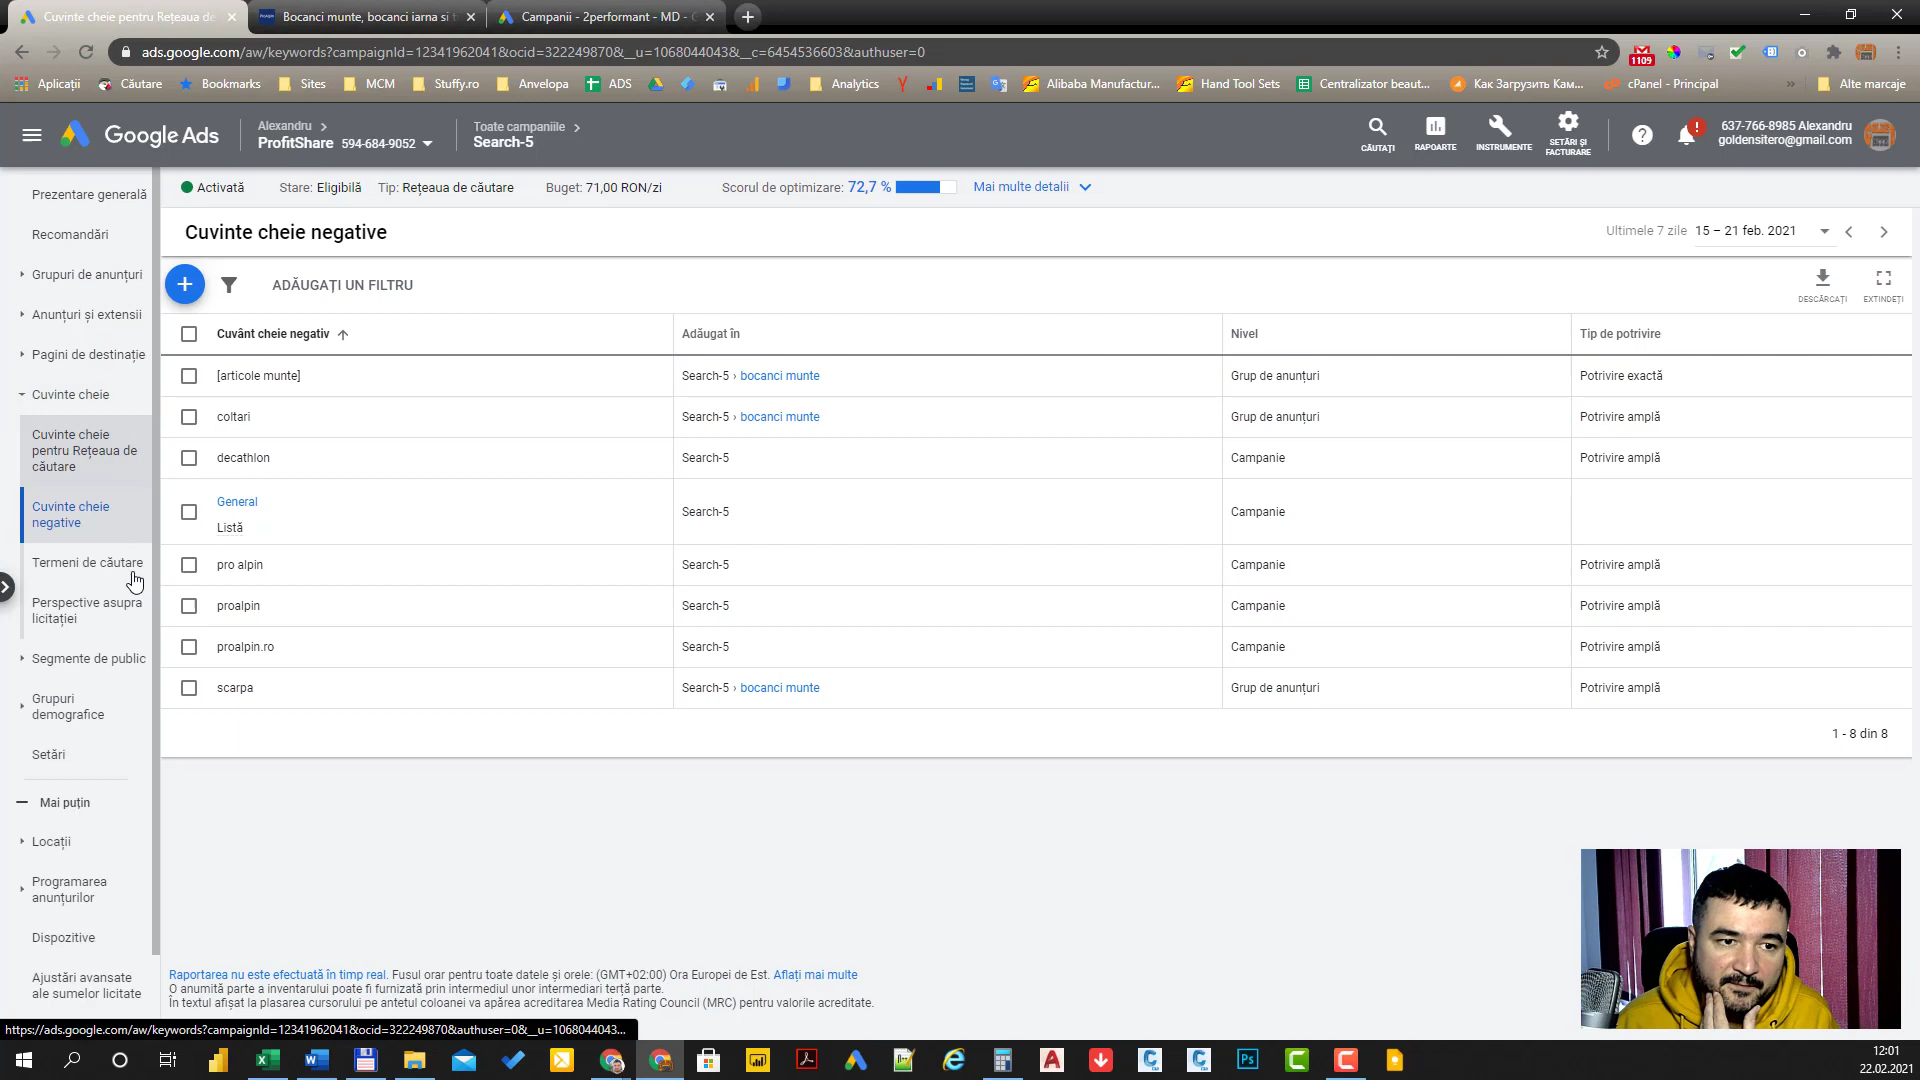 Cuvinte cheie pentru Rețeaua de
Bocanci munte, bocanci iarna si t
Campanii - 2performant - MD - G
ads.google.com/aw/keywords?campaignId=12341962041&ocid=322249870&__u=1068044043&__c=6454536603&authuser=0
1109
Aplicații
Căutare
Bookmarks
Sites
MCM
Stuffy.ro
Anvelopa
ADS
Analytics
Alibaba Manufactur...
Hand Tool Sets
Centralizator beaut...
Как Загрузить Кам...
cPanel - Principal
Alte marcaje
Google Ads
Alexandru
ProfitShare 594-684-9052
Toate campaniile
Search-5
CĂUTAȚI
RAPOARTE
INSTRUMENTE
SETĂRI ȘI
FACTURARE
637-766-8985 Alexandru
goldensitero@gmail.com
Activată
Stare: Eligibilă
Tip: Rețeaua de căutare
Buget: 71,00 RON/zi
Scorul de optimizare: 72,7 %
Mai multe detalii
Prezentare generală
Recomandări
Grupuri de anunțuri
Anunțuri și extensii
Pagini de destinație
Cuvinte cheie
Cuvinte cheie
pentru Rețeaua de
căutare
Cuvinte cheie
negative
Termeni de căutare
Perspective asupra
licitației
Segmente de public
Grupuri
demografice
Setări
Mai puțin
Locații
Programarea
anunțurilor
Dispozitive
Ajustări avansate
ale sumelor licitate
Cuvinte cheie negative
Ultimele 7 zile 15 – 21 feb. 2021
ADĂUGAȚI UN FILTRU
DESCĂRCAȚI
EXTINDEȚI
Cuvânt cheie negativ
Adăugat în
Nivel
Tip de potrivire
[articole munte]
Search-5 › bocanci munte
Grup de anunțuri
Potrivire exactă
coltari
Search-5 › bocanci munte
Grup de anunțuri
Potrivire amplă
decathlon
Search-5
Campanie
Potrivire amplă
General
Listă
Search-5
Campanie
pro alpin
Search-5
Campanie
Potrivire amplă
proalpin
Search-5
Campanie
Potrivire amplă
proalpin.ro
Search-5
Campanie
Potrivire amplă
scarpa
Search-5 › bocanci munte
Grup de anunțuri
Potrivire amplă
1 - 8 din 8
Raportarea nu este efectuată în timp real. Fusul orar pentru toate datele și orele: (GMT+02:00) Ora Europei de Est. Aflați mai multe
O anumită parte a inventarului poate fi furnizată prin intermediul unor intermediari terță parte.
În textul afișat la plasarea cursorului pe antetul coloanei va apărea acreditarea Media Rating Council (MRC) pentru valorile acreditate.
https://ads.google.com/aw/keywords?campaignId=12341962041&ocid=322249870&authuser=0&__u=1068044043...
12:01
22.02.2021